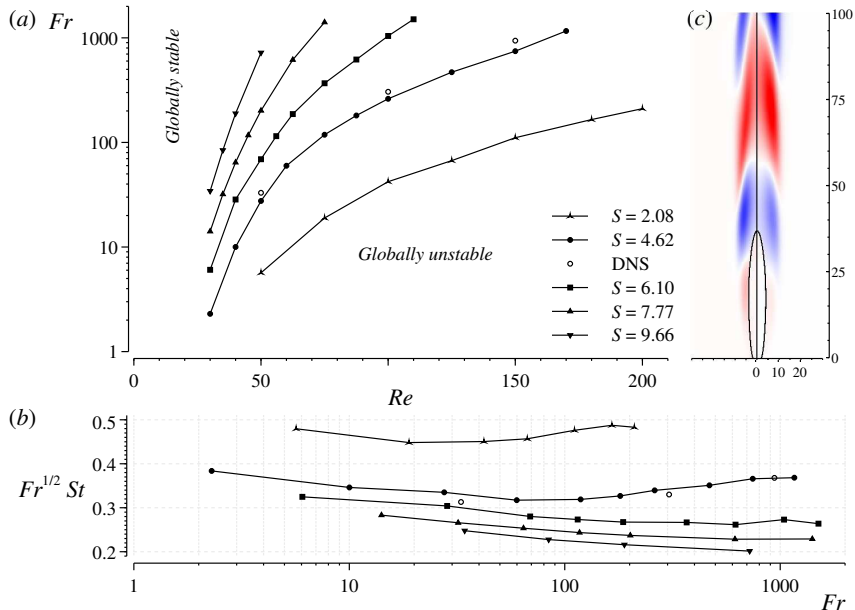 (a)
Fr
1000
100
10
1
Globally stable
Globally unstable
S = 2.08
S = 4.62
DNS
S = 6.10
S = 7.77
S = 9.66
0
50
100
150
200
Re
(c)
100
75
50
25
0
0
10
20
(b)
Fr^{1/2} St
0.5
0.4
0.3
0.2
1
10
100
1000
Fr